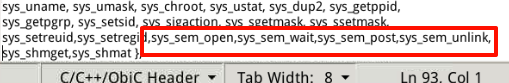 sys_uname, sys_umask, sys_chroot, sys_ustat, sys_dup2, sys_getppid,
sys_getpgrp, sys_setsid, sys_sigaction, sys_sgetmask, sys_ssetmask,
sys_setreuid,sys_setregid,sys_sem_open,sys_sem_wait,sys_sem_post,sys_sem_unlink,
sys_shmget,sys_shmat };
C/C++/ObjC Header Tab Width: 8 Ln 93, Col 1